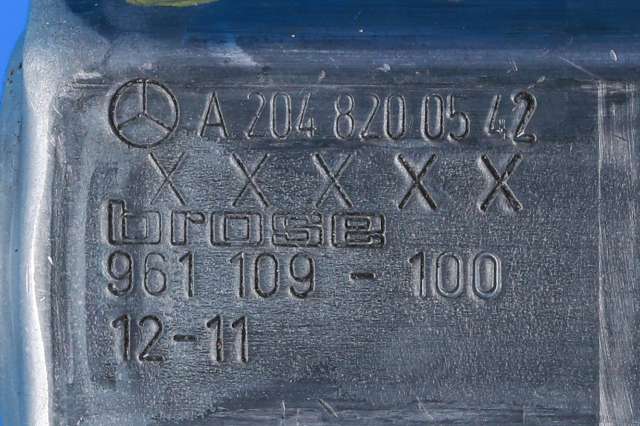 A 204 820 05 42
X X X X X
brose
961 109 - 100
12-11